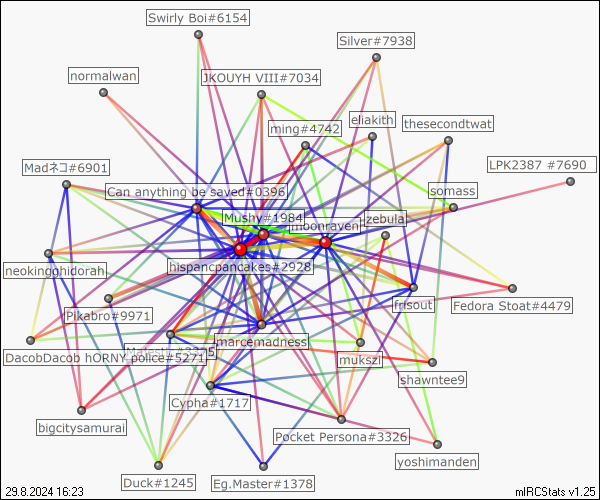 Swirly Boi#6154
Silver#7938
normalwan
JKOUYH VIII#7034
eliakith
thesecondtwat
ming#4742
LPK2387 #7690
Madネコ#6901
Can anything be saved#0396
somass
Mushy#1984
zebular
moonraven
hispancpancakes#2928
neokingghidorah
frisout
Fedora Stoat#4479
Pikabro#9971
marcemadness
DacobDacob hORNY police#5271
mukszi
shawntee9
Cypha#1717
bigcitysamurai
Pocket Persona#3326
yoshimanden
Duck#1245
Eg.Master#1378
29.8.2024 16:23
mIRCStats v1.25